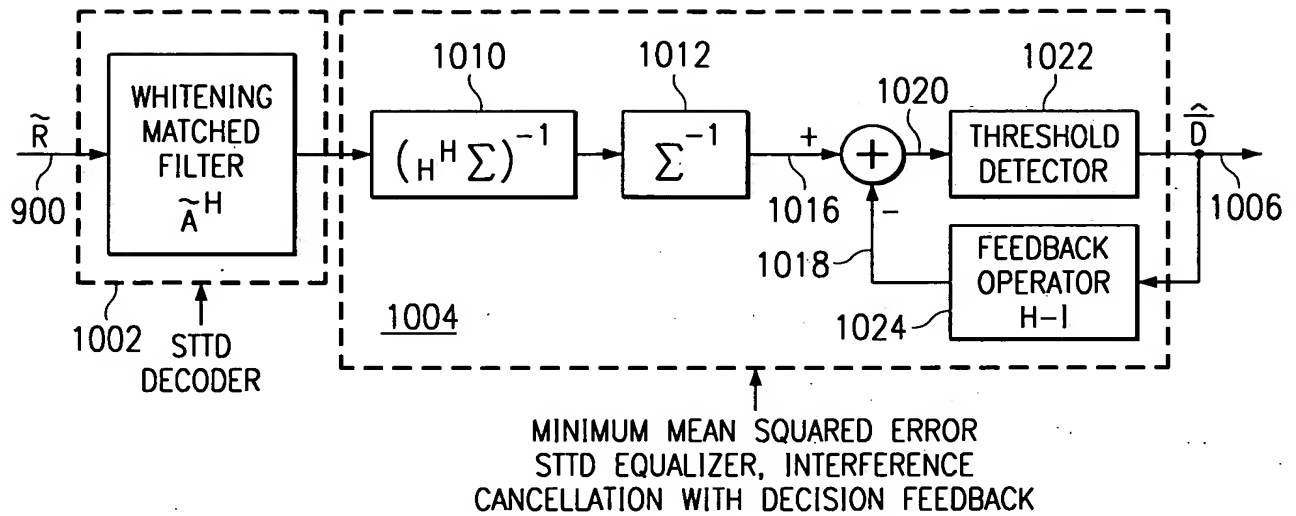 1010
1012
1022
WHITENING
MATCHED
FILTER
Ã^H
R̃
900
(H^H Σ)^-1
Σ^-1
+
1016
+
1020
THRESHOLD
DETECTOR
D̂̅
1006
-
1018
FEEDBACK
OPERATOR
H-I
1024
1004
1002
STTD
DECODER
MINIMUM MEAN SQUARED ERROR
STTD EQUALIZER, INTERFERENCE
CANCELLATION WITH DECISION FEEDBACK